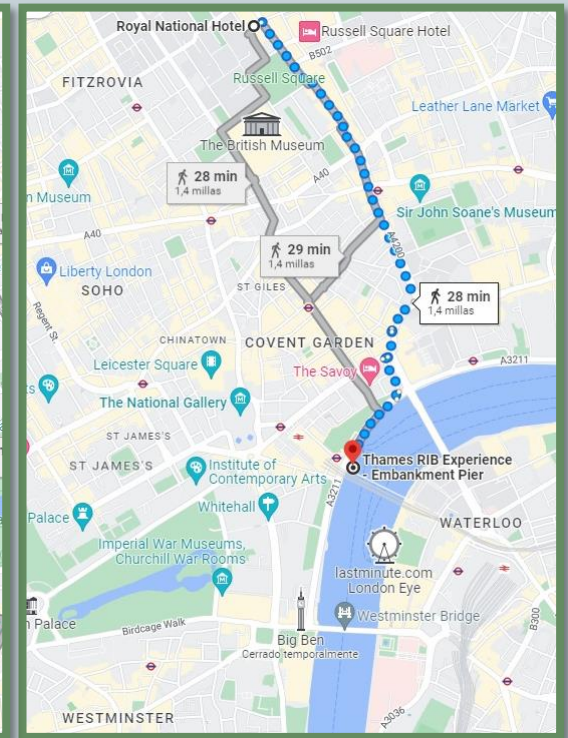 Royal National Hotel
Russell Square Hotel
B502
FITZROVIA
Russell Square
Leather Lane Market
The British Museum
28 min
1,4 millas
A40
n Museum
Sir John Soane's Museum
A40
A4200
29 min
1,4 millas
Liberty London
SOHO
ST GILES
28 min
1,4 millas
Regent St.
CHINATOWN
COVENT GARDEN
A3211
Leicester Square
The Savoy
ts
The National Gallery
ST JAMES'S
ST JAMES'S
Institute of
Contemporary Arts
Thames RIB Experience
- Embankment Pier
A3211
Whitehall
Palace
WATERLOO
Imperial War Museums,
Churchill War Rooms
lastminute.com
London Eye
n Palace
Birdcage Walk
Westminster Bridge
B300
Big Ben
Cerrado temporalmente
WESTMINSTER
A3036